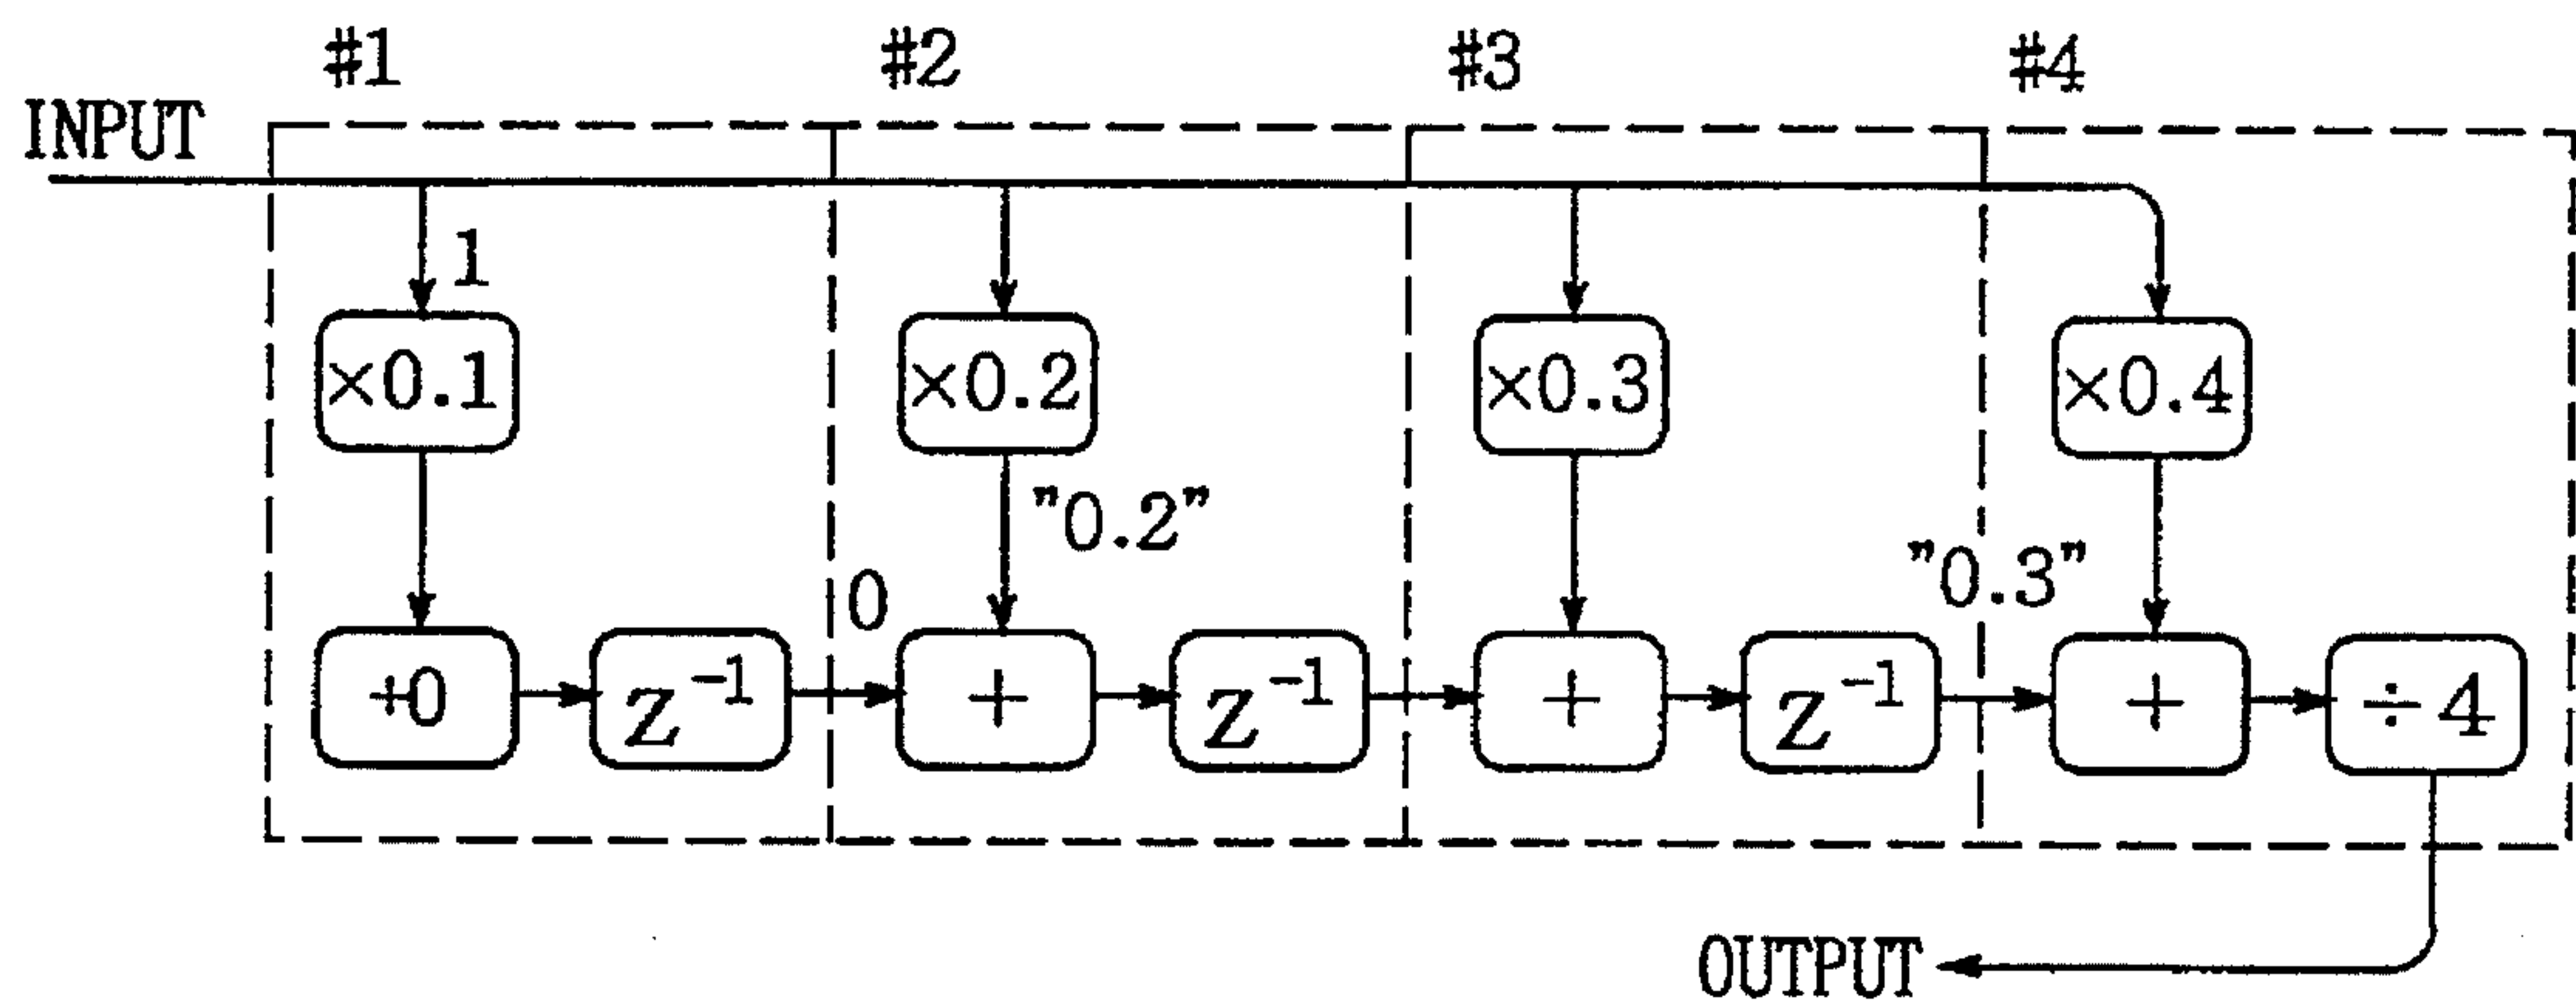 #1 #2 #3 #4
INPUT
1
×0.1 ×0.2 ×0.3 ×0.4
"0.2"
0 "0.3"
+0 Z⁻¹ + Z⁻¹ + Z⁻¹ + ÷4
OUTPUT